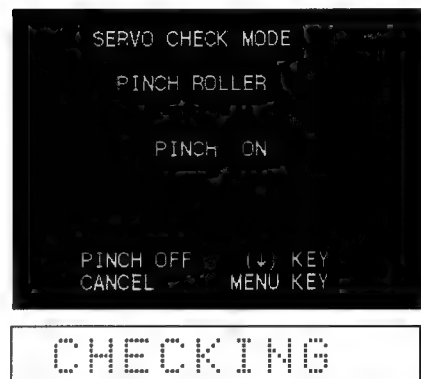 SERVO CHECK MODE
PINCH ROLLER
PINCH ON
PINCH OFF (↓) KEY
CANCEL MENU KEY
CHECKING